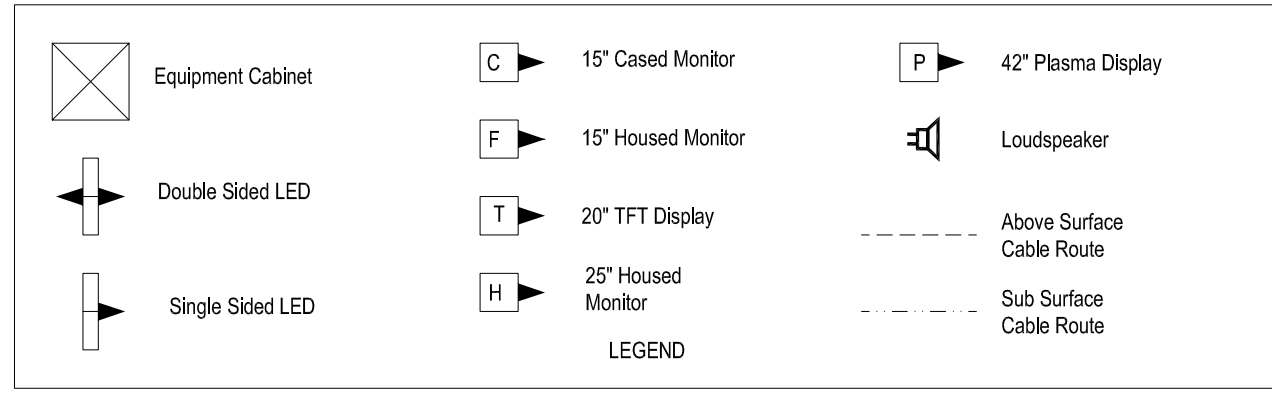 Equipment Cabinet
Double Sided LED
Single Sided LED
C
15" Cased Monitor
F
15" Housed Monitor
T
20" TFT Display
H
25" Housed
Monitor
LEGEND
P
42" Plasma Display
Loudspeaker
Above Surface
Cable Route
Sub Surface
Cable Route